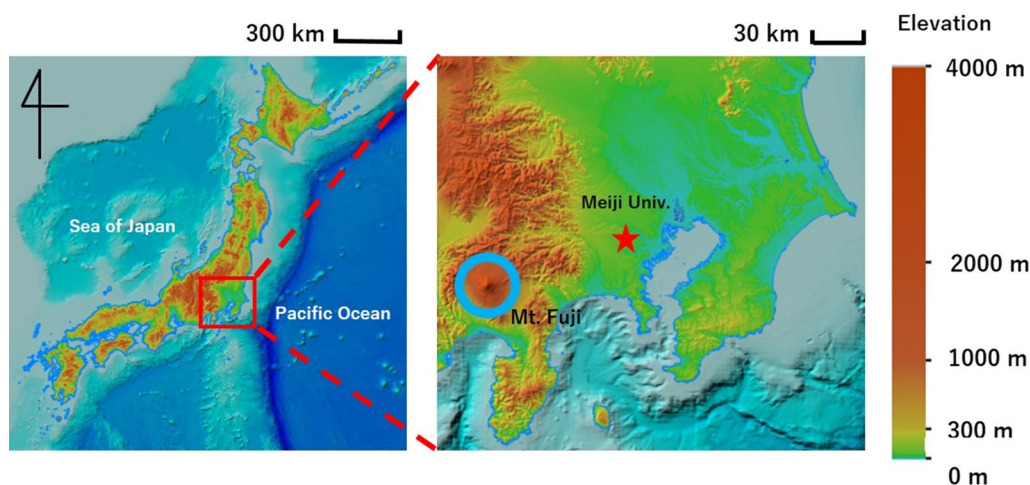 300 km
30 km
Elevation
4000 m
Sea of Japan
Meiji Univ.
2000 m
Pacific Ocean
Mt. Fuji
1000 m
300 m
0 m